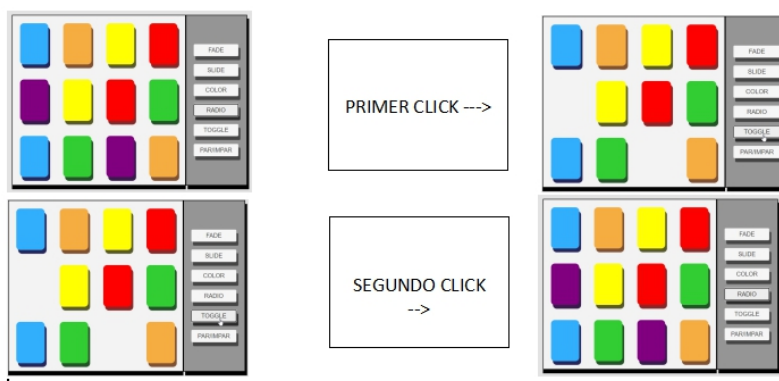 FADE
SLIDE
COLOR
RADIO
TOGGLE
PAR/IMPAR
PRIMER CLICK --->
FADE
SLIDE
COLOR
RADIO
TOGGLE
PAR/IMPAR
FADE
SLIDE
COLOR
RADIO
TOGGLE
PAR/IMPAR
SEGUNDO CLICK
-->
FADE
SLIDE
COLOR
RADIO
TOGGLE
PAR/IMPAR